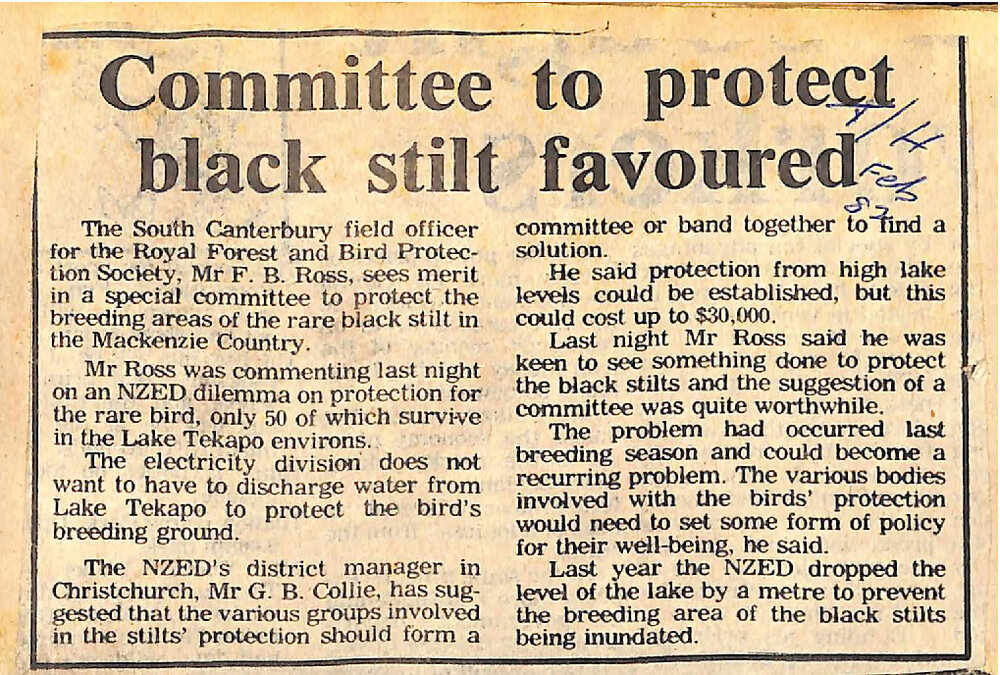 Committee to protect
black stilt favoured
T/H
Feb
87
The South Canterbury field officer
for the Royal Forest and Bird Protec-
tion Society, Mr F. B. Ross, sees merit
in a special committee to protect the
breeding areas of the rare black stilt in
the Mackenzie Country.
Mr Ross was commenting last night
on an NZED dilemma on protection for
the rare bird, only 50 of which survive
in the Lake Tekapo environs.
The electricity division does not
want to have to discharge water from
Lake Tekapo to protect the bird's
breeding ground.
The NZED's district manager in
Christchurch, Mr G. B. Collie, has sug-
gested that the various groups involved
in the stilts' protection should form a
committee or band together to find a
solution.
He said protection from high lake
levels could be established, but this
could cost up to $30,000.
Last night Mr Ross said he was
keen to see something done to protect
the black stilts and the suggestion of a
committee was quite worthwhile.
The problem had occurred last
breeding season and could become a
recurring problem. The various bodies
involved with the birds' protection
would need to set some form of policy
for their well-being, he said.
Last year the NZED dropped the
level of the lake by a metre to prevent
the breeding area of the black stilts
being inundated.